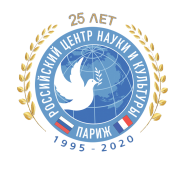 25 ЛЕТ
РОССИЙСКИЙ ЦЕНТР НАУКИ И КУЛЬТУРЫ
ПАРИЖ
1995 - 2020